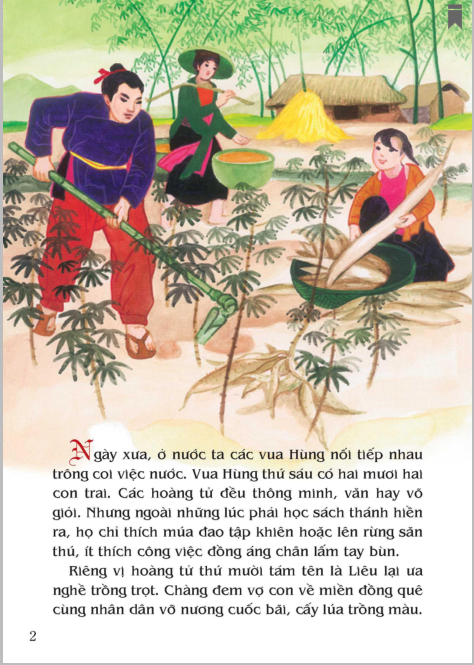 Ngày xưa, ở nước ta các vua Hùng nối tiếp nhau
trông coi việc nước. Vua Hùng thứ sáu có hai mươi hai
con trai. Các hoàng tử đều thông minh, văn hay võ
giỏi. Nhưng ngoài những lúc phải học sách thánh hiền
ra, họ chỉ thích múa đao tập khiên hoặc lên rừng săn
thú, ít thích công việc đồng áng chân lấm tay bùn.
Riêng vị hoàng tử thứ mười tám tên là Liêu lại ưa
nghề trồng trọt. Chàng đem vợ con về miền đồng quê
cùng nhân dân vỡ nương cuốc bãi, cấy lúa trồng màu.
2